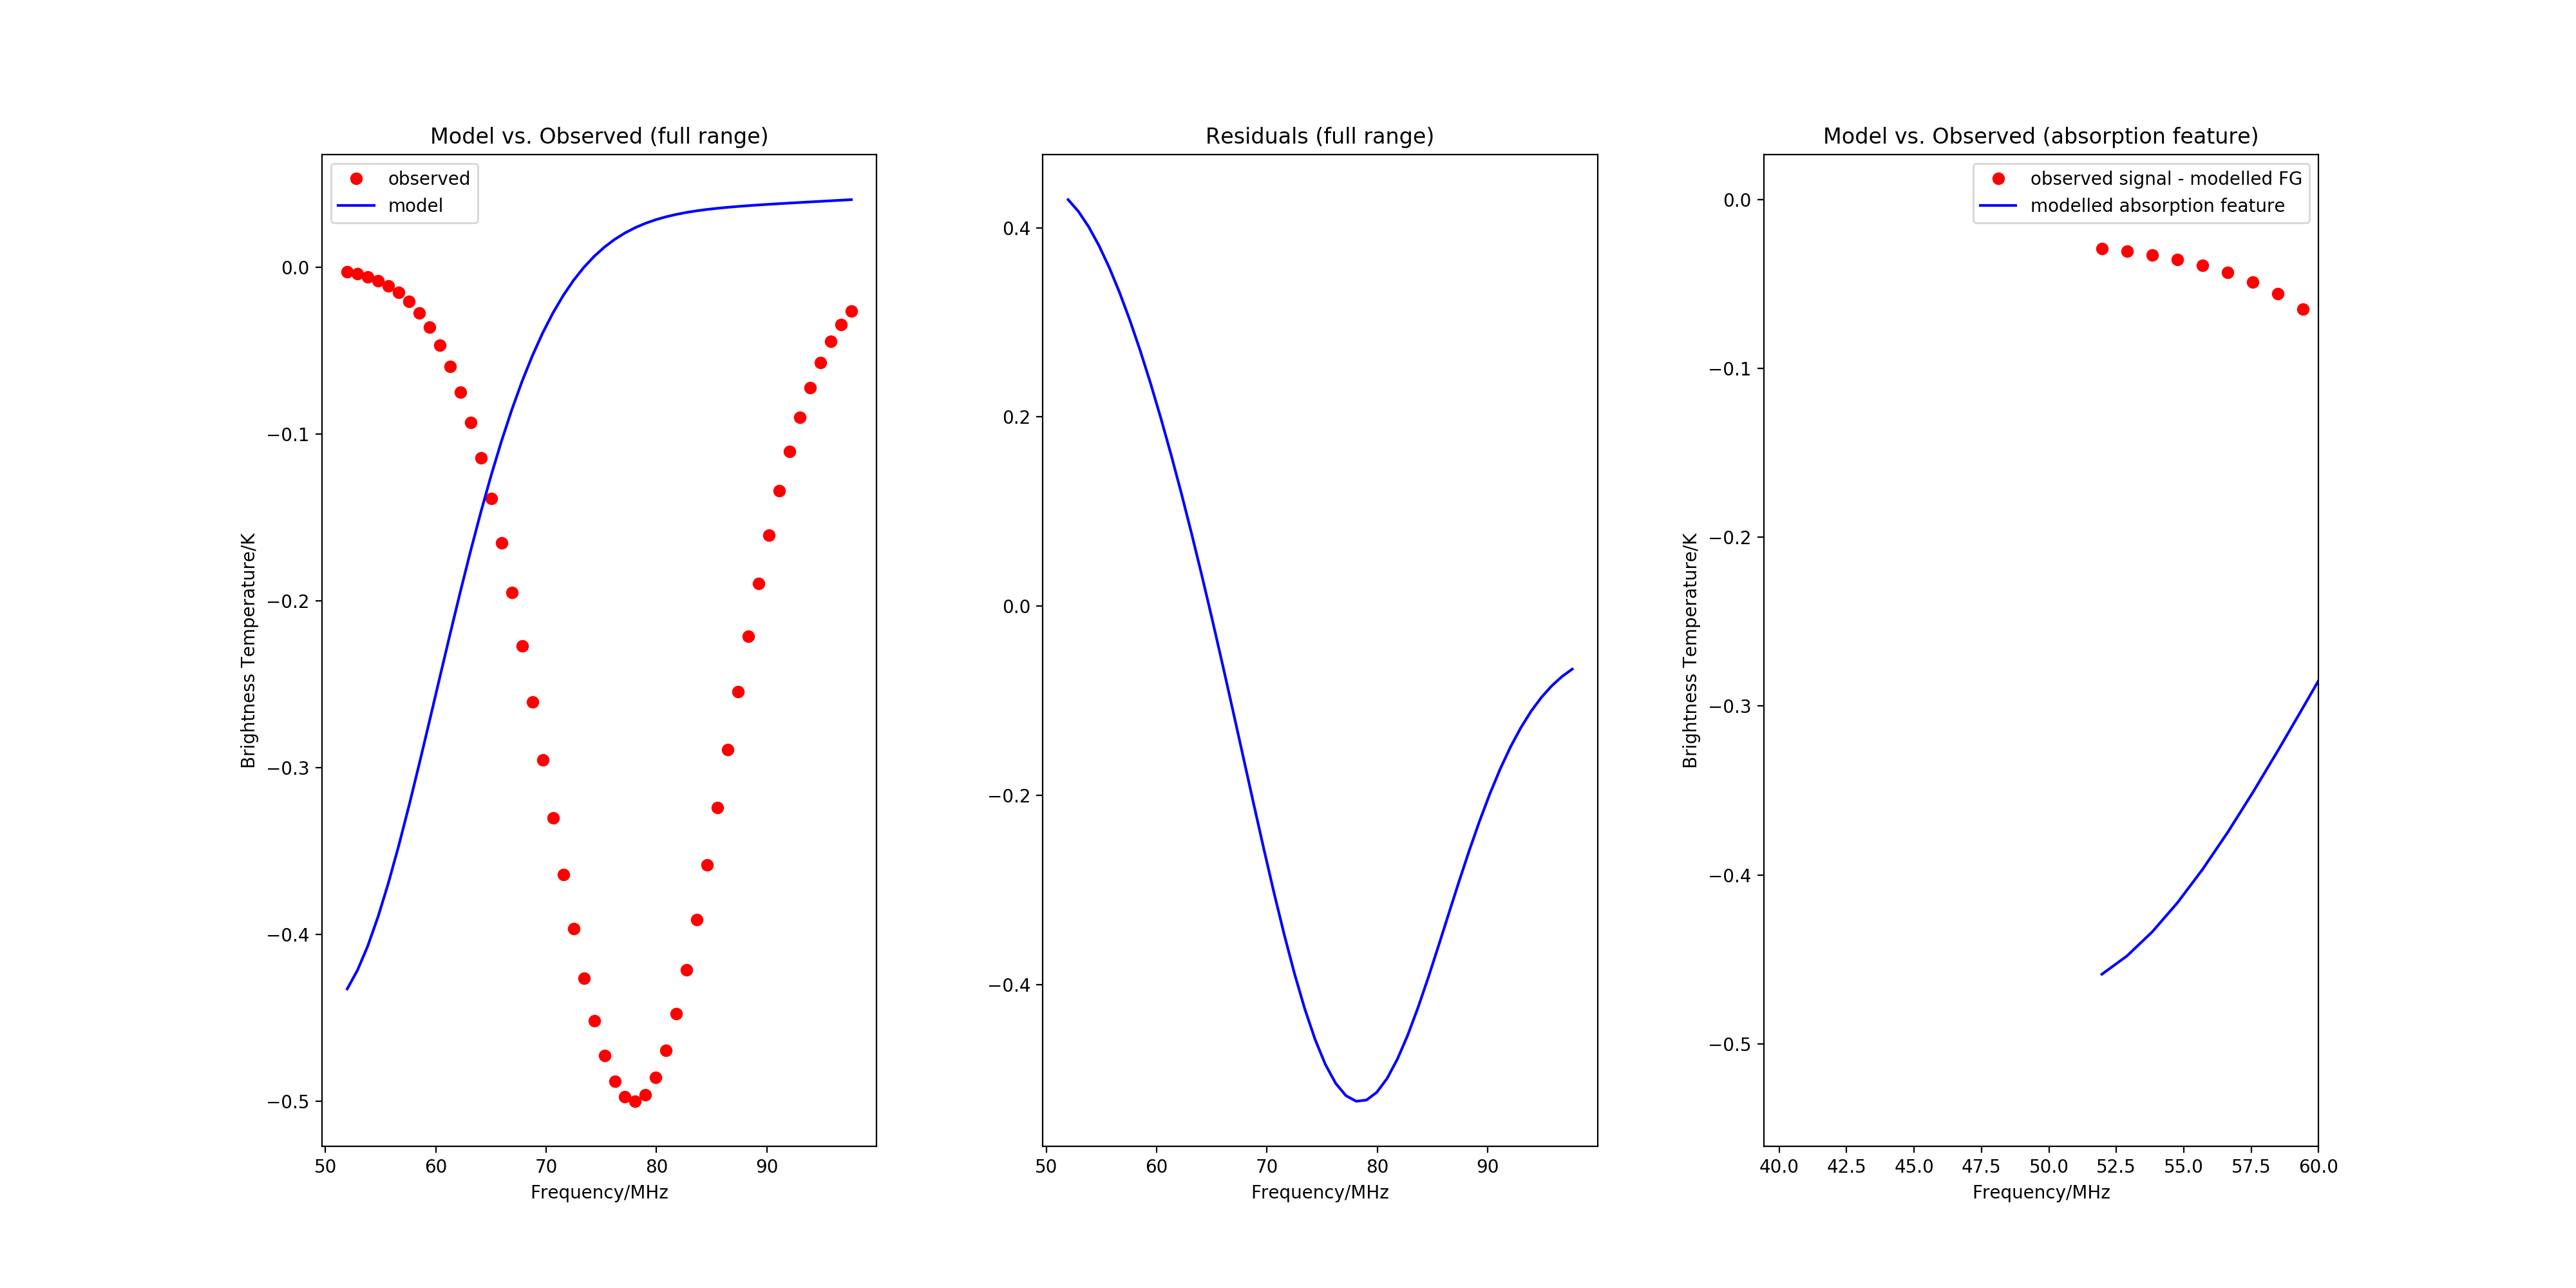 Model vs. Observed (full range)
observed
model
0.0
−0.1
−0.2
−0.3
−0.4
−0.5
Brightness Temperature/K
50 60 70 80 90
Frequency/MHz
Residuals (full range)
0.4
0.2
0.0
−0.2
−0.4
50 60 70 80 90
Frequency/MHz
Model vs. Observed (absorption feature)
observed signal - modelled FG
modelled absorption feature
0.0
−0.1
−0.2
−0.3
−0.4
−0.5
Brightness Temperature/K
40.0 42.5 45.0 47.5 50.0 52.5 55.0 57.5 60.0
Frequency/MHz